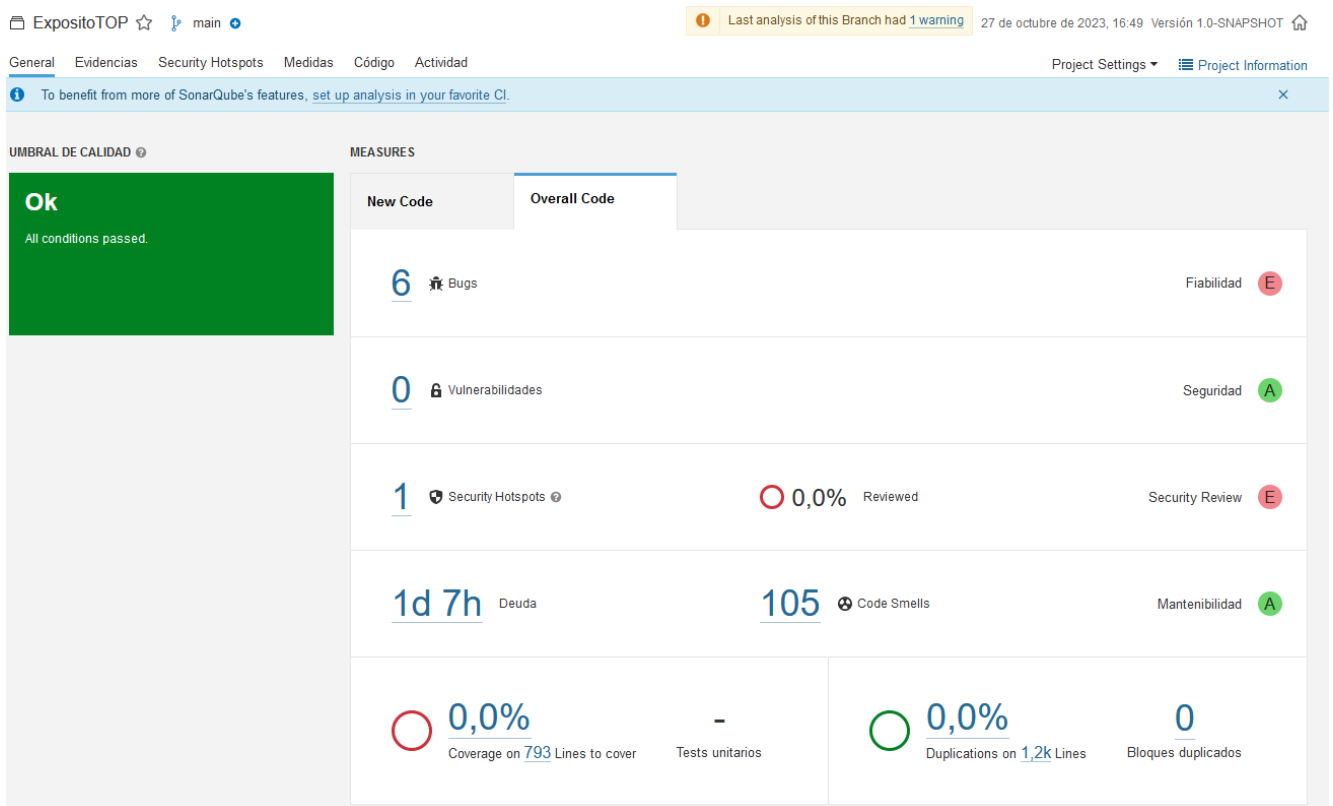 ExpositoTOP main Last analysis of this Branch had 1 warning 27 de octubre de 2023, 16:49 Versión 1.0-SNAPSHOT
General Evidencias Security Hotspots Medidas Código Actividad Project Settings Project Information
To benefit from more of SonarQube's features, set up analysis in your favorite CI.
UMBRAL DE CALIDAD
Ok
All conditions passed.
MEASURES
New Code Overall Code
6 Bugs Fiabilidad E
0 Vulnerabilidades Seguridad A
1 Security Hotspots 0,0% Reviewed Security Review E
1d 7h Deuda 105 Code Smells Mantenibilidad A
0,0% - 0,0% 0
Coverage on 793 Lines to cover Tests unitarios Duplications on 1,2k Lines Bloques duplicados